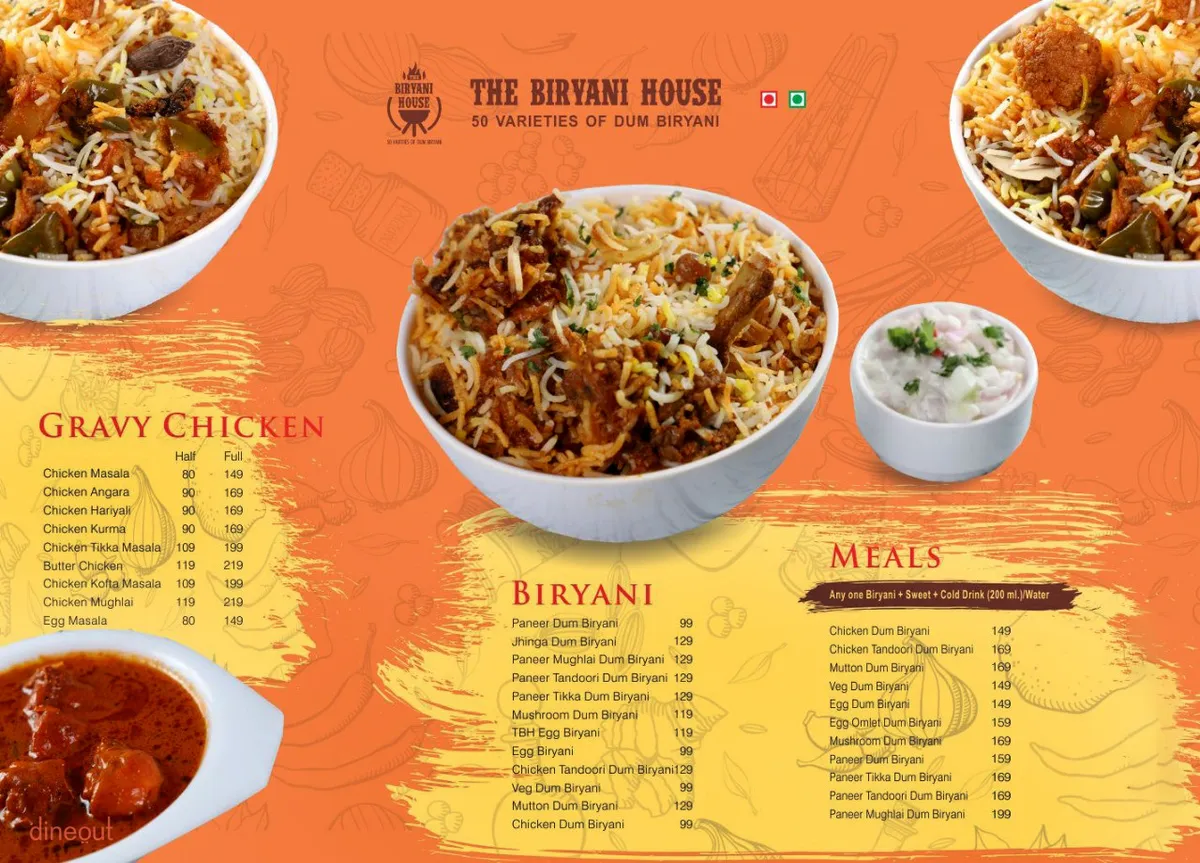 BIRYANI
HOUSE
50 VARIETIES OF DUM BIRYANI
THE BIRYANI HOUSE
50 VARIETIES OF DUM BIRYANI
GRAVY CHICKEN
Half Full
Chicken Masala 80 149
Chicken Angara 90 169
Chicken Hariyali 90 169
Chicken Kurma 90 169
Chicken Tikka Masala 109 199
Butter Chicken 119 219
Chicken Kofta Masala 109 199
Chicken Mughlai 119 219
Egg Masala 80 149
BIRYANI
Paneer Dum Biryani 99
Jhinga Dum Biryani 129
Paneer Mughlai Dum Biryani 129
Paneer Tandoori Dum Biryani 129
Paneer Tikka Dum Biryani 129
Mushroom Dum Biryani 119
TBH Egg Biryani 119
Egg Biryani 99
Chicken Tandoori Dum Biryani 129
Veg Dum Biryani 99
Mutton Dum Biryani 129
Chicken Dum Biryani 99
MEALS
Any one Biryani + Sweet + Cold Drink (200 ml.)/Water
Chicken Dum Biryani 149
Chicken Tandoori Dum Biryani 169
Mutton Dum Biryani 169
Veg Dum Biryani 149
Egg Dum Biryani 149
Egg Omlet Dum Biryani 159
Mushroom Dum Biryani 169
Paneer Dum Biryani 159
Paneer Tikka Dum Biryani 169
Paneer Tandoori Dum Biryani 169
Paneer Mughlai Dum Biryani 199
dineout